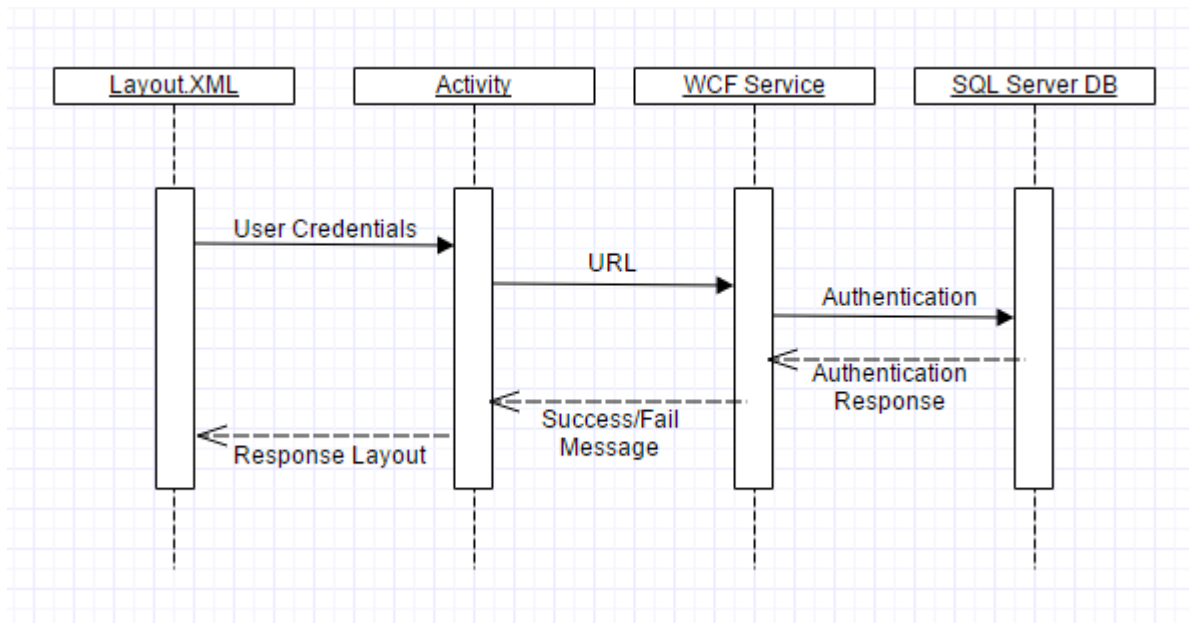 Layout.XML
Activity
WCF Service
SQL Server DB
User Credentials
URL
Authentication
Authentication
Response
Success/Fail
Message
Response Layout